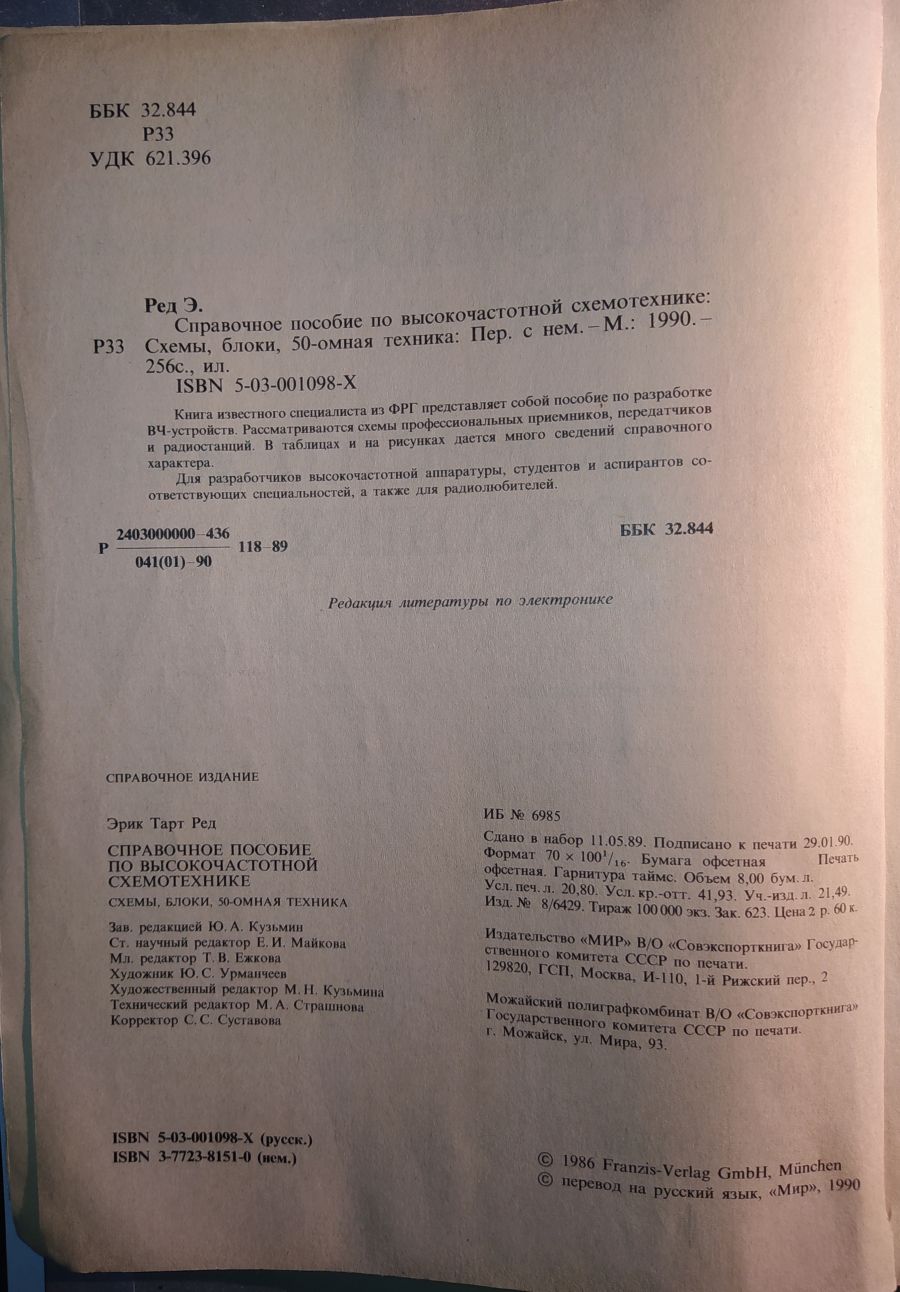 ББК 32.844
Р33
УДК 621.396
Ред Э.
Справочное пособие по высокочастотной схемотехнике:
Р33 Схемы, блоки, 50-омная техника: Пер. с нем. – М.: 1990. –
256с., ил.
ISBN 5-03-001098-X
Книга известного специалиста из ФРГ представляет собой пособие по разработке
ВЧ-устройств. Рассматриваются схемы профессиональных приемников, передатчиков
и радиостанций. В таблицах и на рисунках дается много сведений справочного
характера.
Для разработчиков высокочастотной аппаратуры, студентов и аспирантов со-
ответствующих специальностей, а также для радиолюбителей.
2403000000–436
Р 118–89
041(01)–90
ББК 32.844
Редакция литературы по электронике
СПРАВОЧНОЕ ИЗДАНИЕ
Эрик Тарт Ред
СПРАВОЧНОЕ ПОСОБИЕ
ПО ВЫСОКОЧАСТОТНОЙ
СХЕМОТЕХНИКЕ
СХЕМЫ, БЛОКИ, 50-ОМНАЯ ТЕХНИКА
Зав. редакцией Ю. А. Кузьмин
Ст. научный редактор Е. И. Майкова
Мл. редактор Т. В. Ежкова
Художник Ю. С. Урманчеев
Художественный редактор М. Н. Кузьмина
Технический редактор М. А. Страшнова
Корректор С. С. Суставова
ИБ № 6985
Сдано в набор 11.05.89. Подписано к печати 29.01.90.
Формат 70 × 100¹/₁₆. Бумага офсетная Печать
офсетная. Гарнитура таймс. Объем 8,00 бум. л.
Усл. печ. л. 20,80. Усл. кр.-отт. 41,93. Уч.-изд. л. 21,49.
Изд. № 8/6429. Тираж 100 000 экз. Зак. 623. Цена 2 р. 60 к.
Издательство «МИР» В/О «Совэкспорткнига» Государ-
ственного комитета СССР по печати.
129820, ГСП, Москва, И-110, 1-й Рижский пер., 2
Можайский полиграфкомбинат В/О «Совэкспорткнига»
Государственного комитета СССР по печати.
г. Можайск, ул. Мира, 93.
ISBN 5-03-001098-X (русск.)
ISBN 3-7723-8151-0 (нем.)
© 1986 Franzis-Verlag GmbH, München
© перевод на русский язык, «Мир», 1990